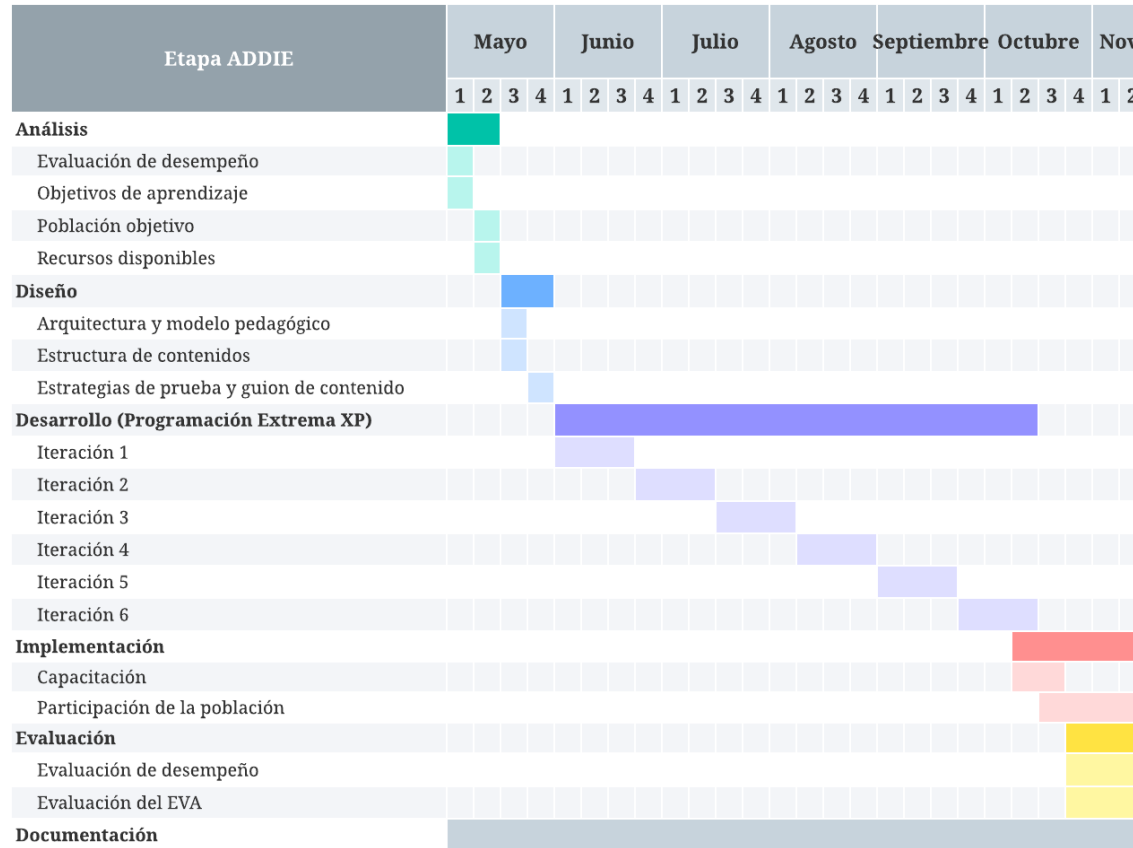 Etapa ADDIE
Mayo Junio Julio Agosto Septiembre Octubre Nov
1 2 3 4 1 2 3 4 1 2 3 4 1 2 3 4 1 2 3 4 1 2 3 4 1 2
Análisis
Evaluación de desempeño
Objetivos de aprendizaje
Población objetivo
Recursos disponibles
Diseño
Arquitectura y modelo pedagógico
Estructura de contenidos
Estrategias de prueba y guion de contenido
Desarrollo (Programación Extrema XP)
Iteración 1
Iteración 2
Iteración 3
Iteración 4
Iteración 5
Iteración 6
Implementación
Capacitación
Participación de la población
Evaluación
Evaluación de desempeño
Evaluación del EVA
Documentación